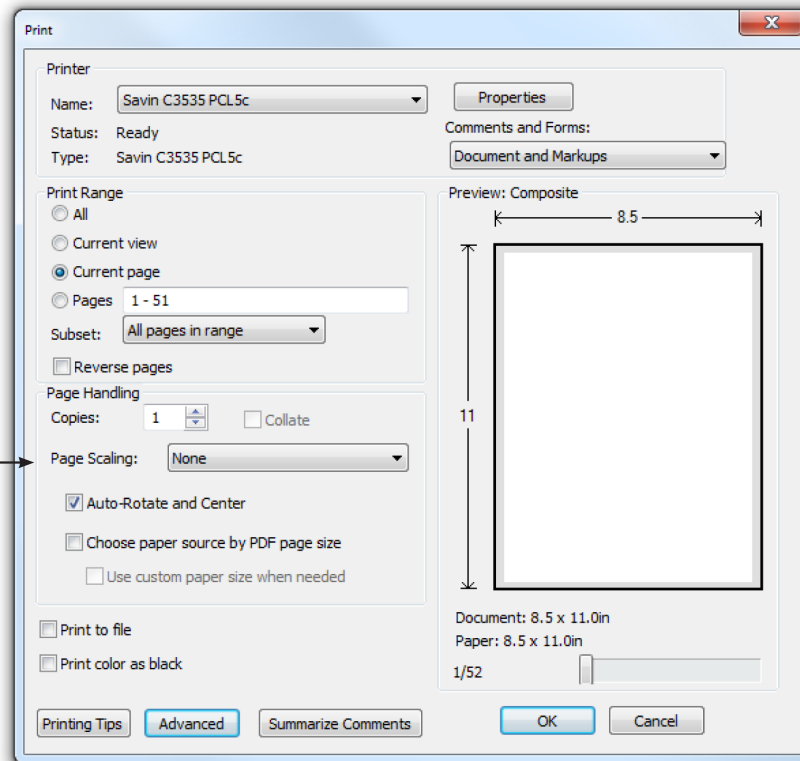 Print
Printer
Name: Savin C3535 PCL5c
Properties
Status: Ready
Comments and Forms:
Type: Savin C3535 PCL5c
Document and Markups
Print Range
All
Current view
Current page
Pages 1 - 51
Subset: All pages in range
Reverse pages
Page Handling
Copies: 1 Collate
Page Scaling: None
Auto-Rotate and Center
Choose paper source by PDF page size
Use custom paper size when needed
Print to file
Print color as black
Preview: Composite
8.5
11
Document: 8.5 x 11.0in
Paper: 8.5 x 11.0in
1/52
Printing Tips Advanced Summarize Comments OK Cancel